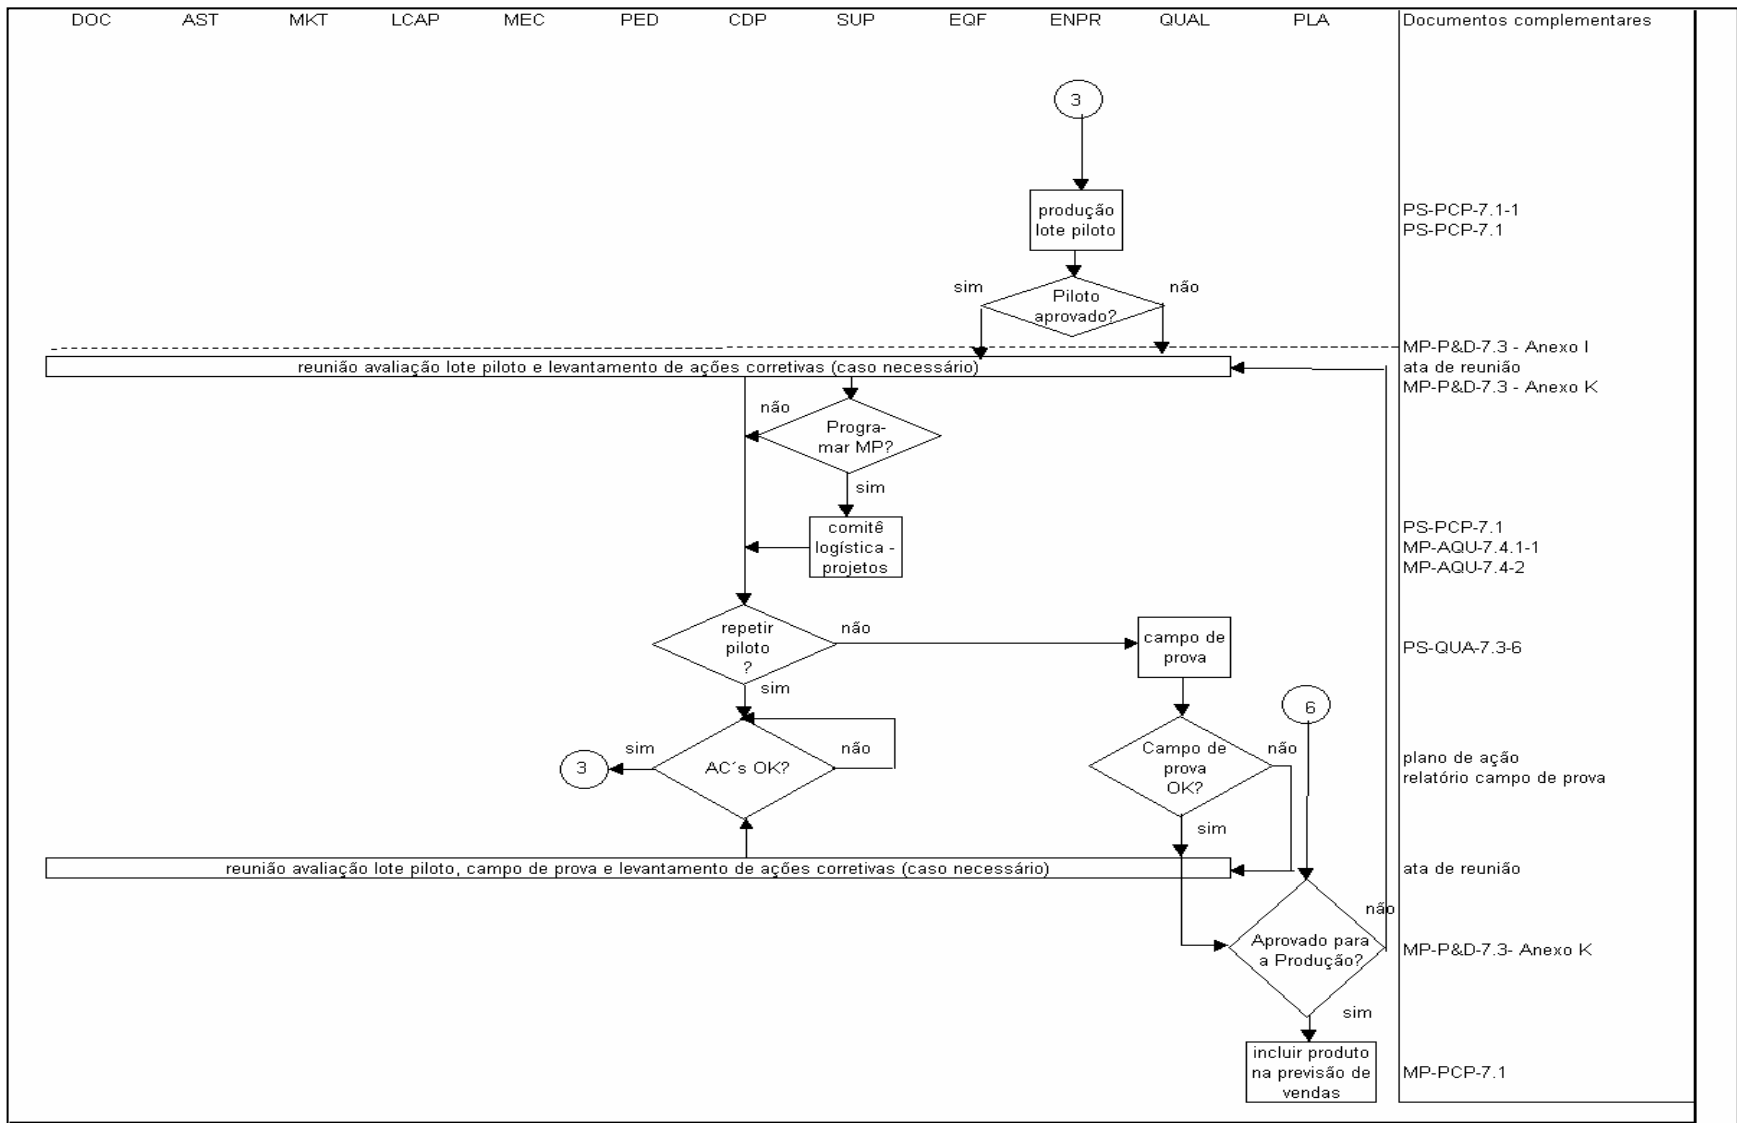 DOC AST MKT LCAP MEC PED CDP SUP EQF ENPR QUAL PLA Documentos complementares
3
produção
lote piloto
PS-PCP-7.1-1
PS-PCP-7.1
sim
Piloto
aprovado?
não
MP-P&D-7.3 - Anexo I
reunião avaliação lote piloto e levantamento de ações corretivas (caso necessário)
ata de reunião
MP-P&D-7.3 - Anexo K
não
Progra-
mar MP?
sim
comitê
logística -
projetos
PS-PCP-7.1
MP-AQU-7.4.1-1
MP-AQU-7.4-2
repetir
piloto
?
não
campo de
prova
PS-QUA-7.3-6
sim
6
3
sim
AC´s OK?
não
Campo de
prova
OK?
não
plano de ação
relatório campo de prova
sim
reunião avaliação lote piloto, campo de prova e levantamento de ações corretivas (caso necessário)
ata de reunião
não
Aprovado para
a Produção?
MP-P&D-7.3- Anexo K
sim
incluir produto
na previsão de
vendas
MP-PCP-7.1